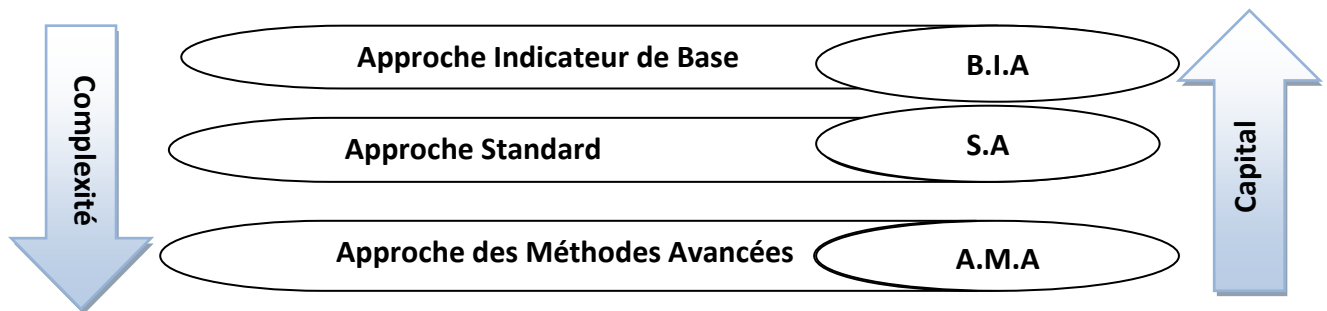 Complexité
Approche Indicateur de Base
B.I.A
Approche Standard
S.A
Approche des Méthodes Avancées
A.M.A
Capital